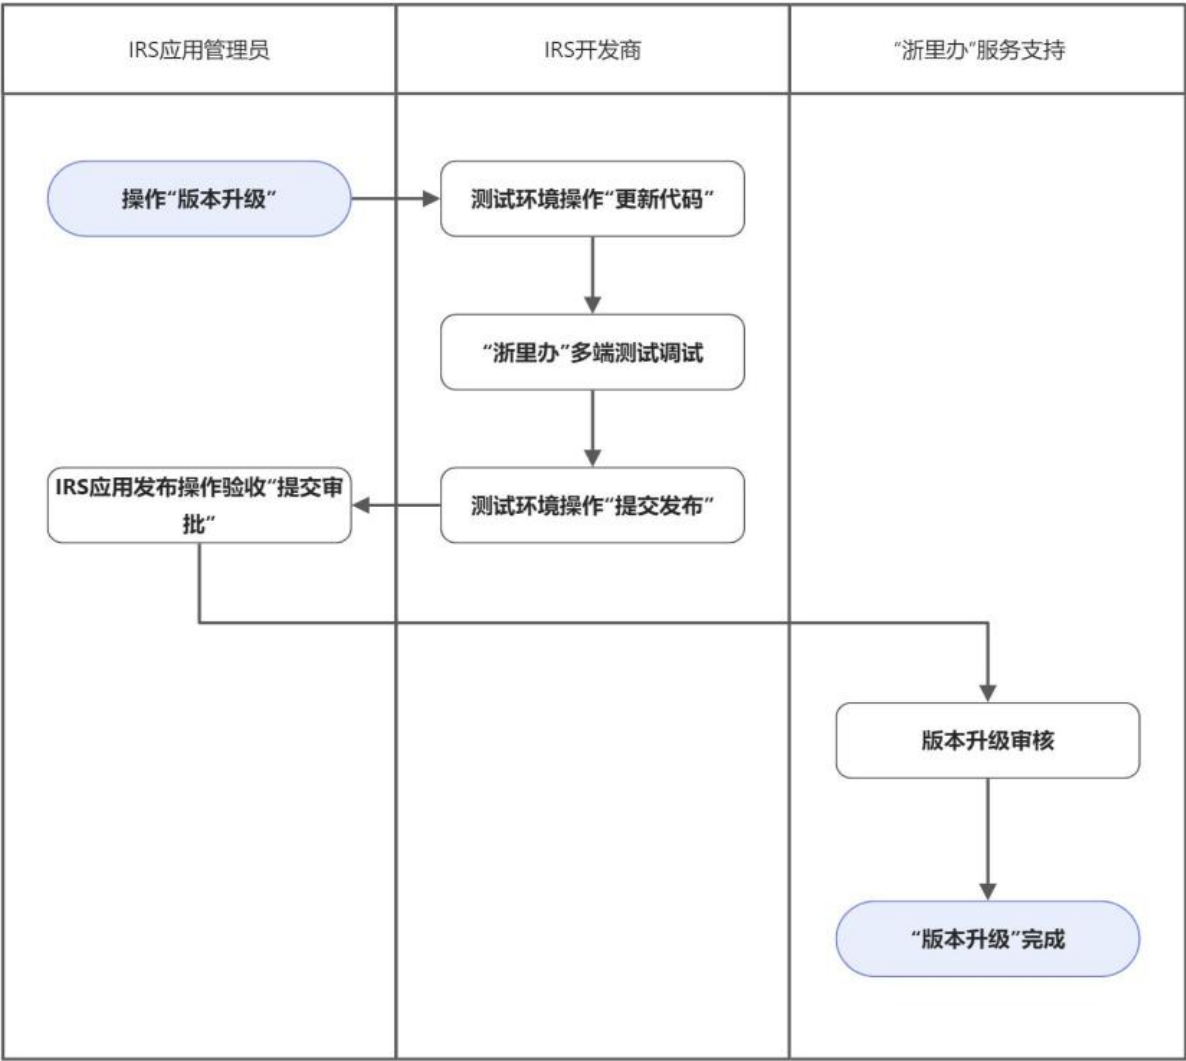 IRS应用管理员
IRS开发商
“浙里办”服务支持
操作“版本升级”
测试环境操作“更新代码”
“浙里办”多端测试调试
IRS应用发布操作验收“提交审
批”
测试环境操作“提交发布”
版本升级审核
“版本升级”完成